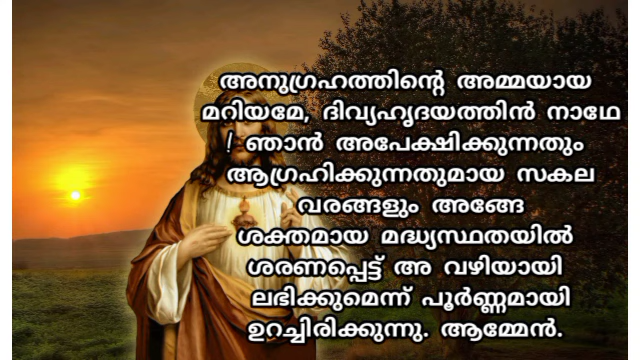 അനുഗ്രഹത്തിന്റെ അമ്മയായ
മറിയമേ, ദിവ്യഹൃദയത്തിൻ നാഥേ
! ഞാൻ അപേക്ഷിക്കുന്നതും
ആഗ്രഹിക്കുന്നതുമായ സകല
വരങ്ങളും അങ്ങേ
ശക്തമായ മദ്ധ്യസ്ഥതയിൽ
ശരണപ്പെട്ട് അ വഴിയായി
ലഭിക്കുമെന്ന് പൂർണ്ണമായി
ഉറച്ചിരിക്കുന്നു. ആമ്മേൻ.